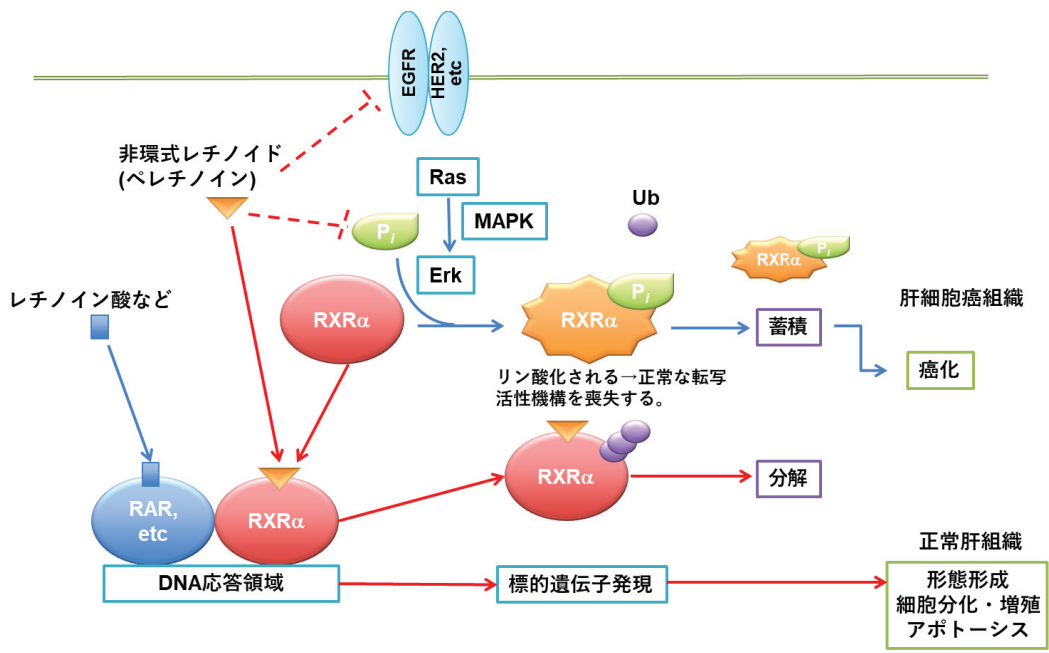 EGFR
HER2,
etc
非環式レチノイド
(ペレチノイン)
Ras
MAPK
Erk
Pi
Ub
RXRα
Pi
レチノイン酸など
RXRα
RXRα
Pi
蓄積
肝細胞癌組織
癌化
リン酸化される→正常な転写
活性機構を喪失する。
RXRα
分解
RAR,
etc
RXRα
DNA応答領域
標的遺伝子発現
正常肝組織
形態形成
細胞分化・増殖
アポトーシス